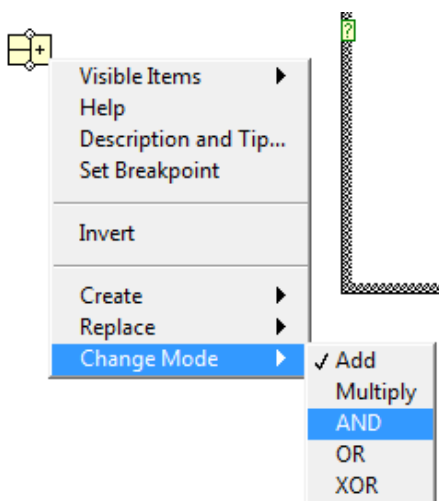 ?
+
Visible Items
Help
Description and Tip...
Set Breakpoint
Invert
Create
Replace
Change Mode
✓ Add
Multiply
AND
OR
XOR